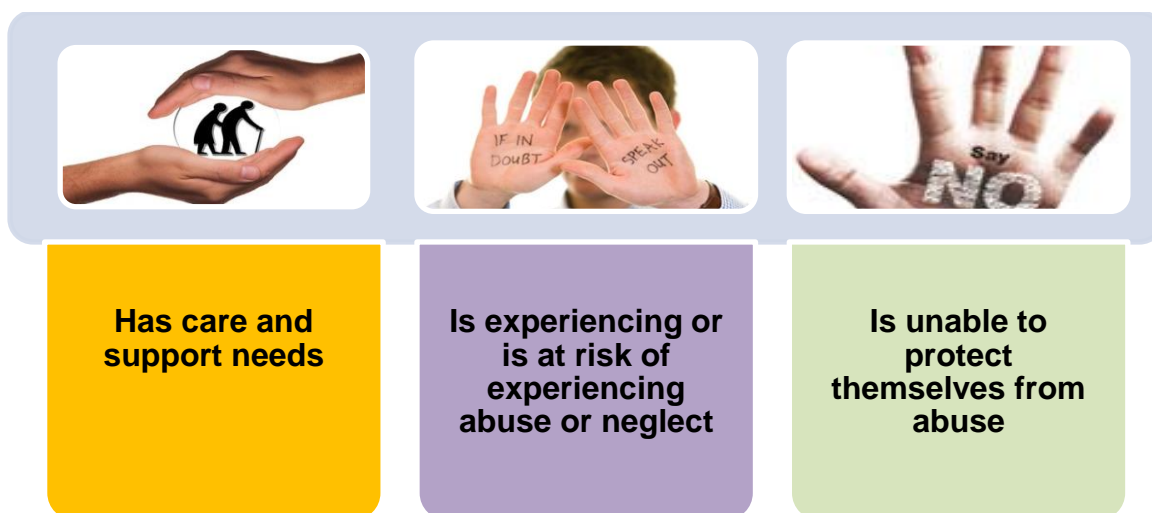 IF IN
DOUBT
SPEAK
OUT
Say
NO
Has care and
support needs
Is experiencing or
is at risk of
experiencing
abuse or neglect
Is unable to
protect
themselves from
abuse